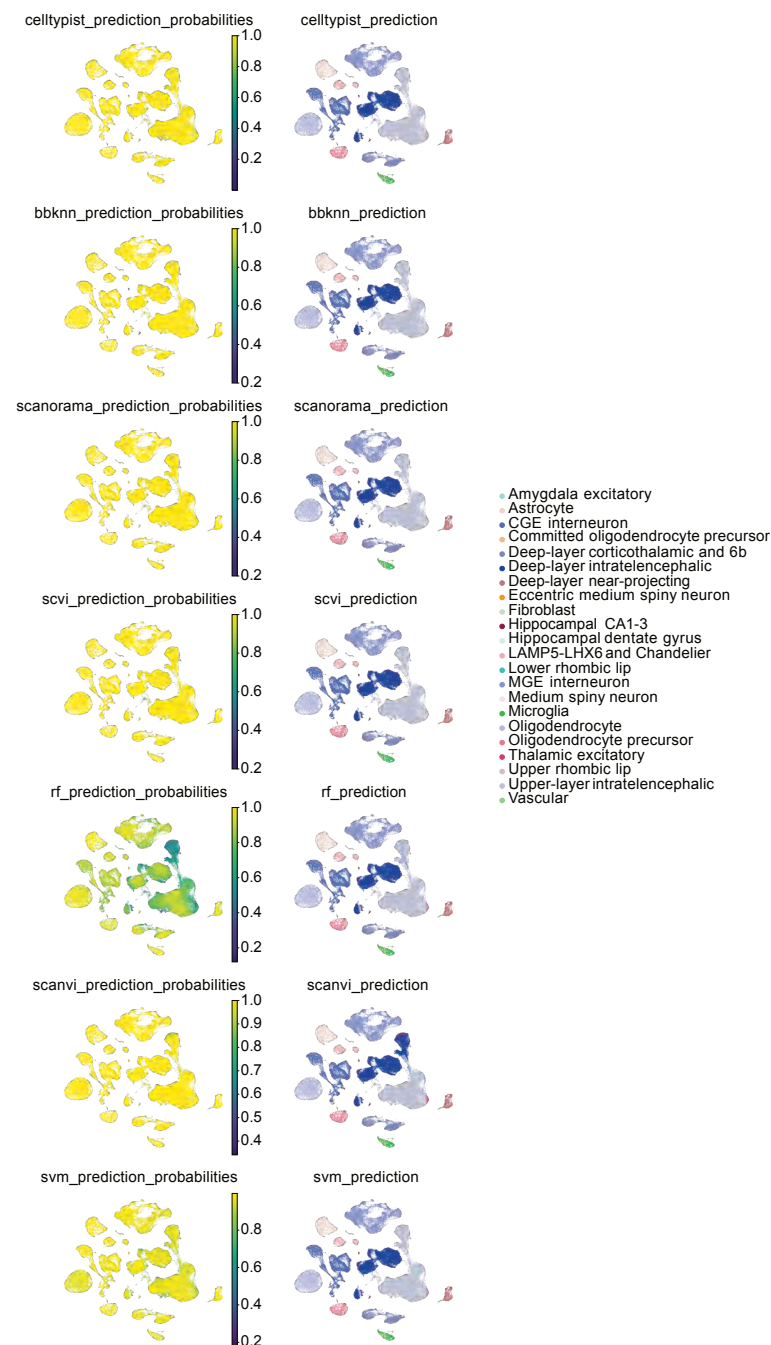 celltypist_prediction_probabilities
celltypist_prediction
1.0
0.8
0.6
0.4
0.2
bbknn_prediction_probabilities
bbknn_prediction
1.0
0.8
0.6
0.4
0.2
scanorama_prediction_probabilities
scanorama_prediction
1.0
0.8
0.6
0.4
0.2
scvi_prediction_probabilities
scvi_prediction
1.0
0.8
0.6
0.4
0.2
rf_prediction_probabilities
rf_prediction
1.0
0.8
0.6
0.4
0.2
scanvi_prediction_probabilities
scanvi_prediction
1.0
0.9
0.8
0.7
0.6
0.5
0.4
svm_prediction_probabilities
svm_prediction
0.8
0.6
0.4
0.2
Amygdala excitatory
Astrocyte
CGE interneuron
Committed oligodendrocyte precursor
Deep-layer corticothalamic and 6b
Deep-layer intratelencephalic
Deep-layer near-projecting
Eccentric medium spiny neuron
Fibroblast
Hippocampal CA1-3
Hippocampal dentate gyrus
LAMP5-LHX6 and Chandelier
Lower rhombic lip
MGE interneuron
Medium spiny neuron
Microglia
Oligodendrocyte
Oligodendrocyte precursor
Thalamic excitatory
Upper rhombic lip
Upper-layer intratelencephalic
Vascular